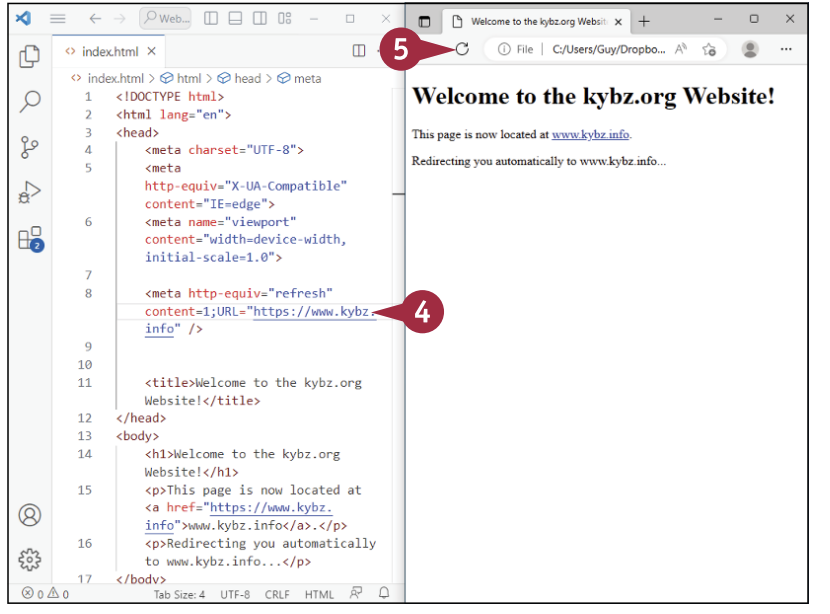 Web...
index.html
index.html > html > head > meta
1 <!DOCTYPE html>
2 <html lang="en">
3 <head>
4 <meta charset="UTF-8">
5 <meta
http-equiv="X-UA-Compatible"
content="IE=edge">
6 <meta name="viewport"
content="width=device-width,
initial-scale=1.0">
7
8 <meta http-equiv="refresh"
content=1;URL="https://www.kybz.
info" />
9
10
11 <title>Welcome to the kybz.org
Website!</title>
12 </head>
13 <body>
14 <h1>Welcome to the kybz.org
Website!</h1>
15 <p>This page is now located at
<a href="https://www.kybz.
info">www.kybz.info</a>.</p>
16 <p>Redirecting you automatically
to www.kybz.info...</p>
17 </body>
2
0 0
Tab Size: 4 UTF-8 CRLF HTML
4
Welcome to the kybz.org Websit
5
File | C:/Users/Guy/Dropbo...
Welcome to the kybz.org Website!
This page is now located at www.kybz.info.
Redirecting you automatically to www.kybz.info...